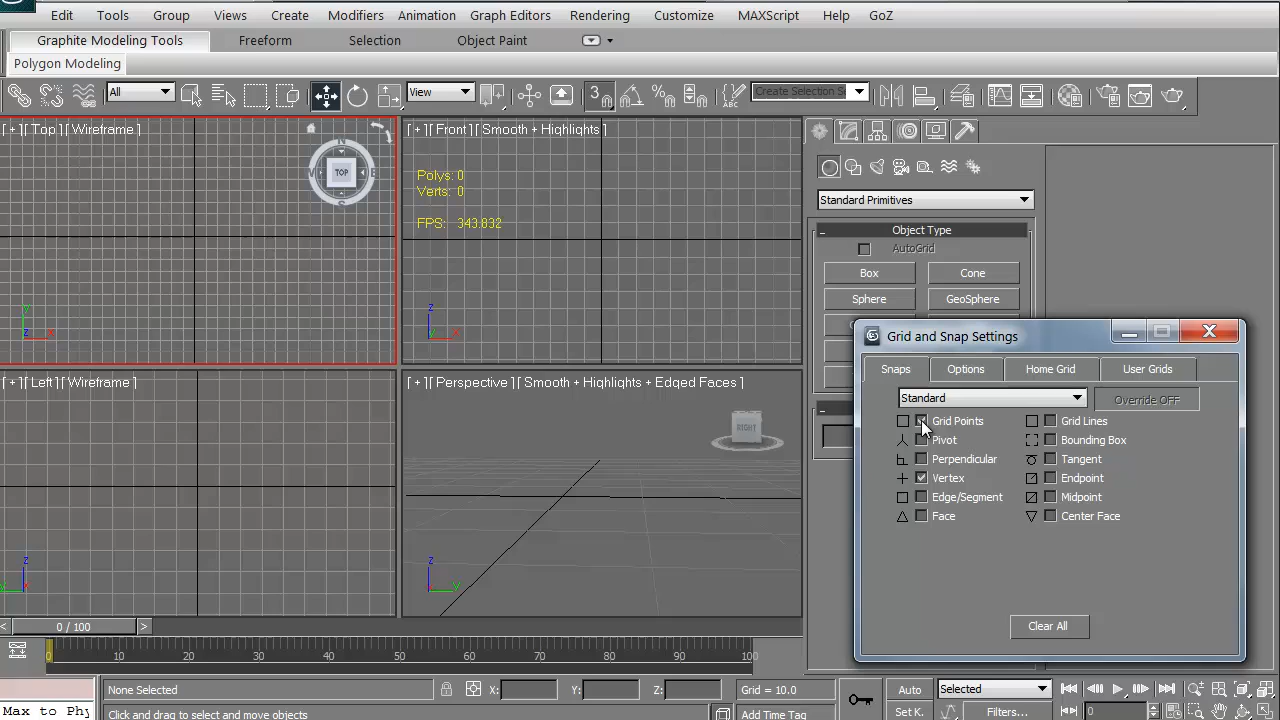 Edit Tools Group Views Create Modifiers Animation Graph Editors Rendering Customize MAXScript Help GoZ
Graphite Modeling Tools Freeform Selection Object Paint
Polygon Modeling
All View 3 Create Selection Se
[ + ][ Top ][ Wireframe ] [ + ][ Front ][ Smooth + Highlights ]
N
TOP
S
Polys: 0
Verts: 0
FPS: 343.832
Standard Primitives
Object Type
AutoGrid
Box Cone
Sphere GeoSphere
y z x
z y x
Grid and Snap Settings
Snaps Options Home Grid User Grids
Standard Override OFF
Grid Points Grid Lines
Pivot Bounding Box
Perpendicular Tangent
Vertex Endpoint
Edge/Segment Midpoint
Face Center Face
Clear All
[ + ][ Left ][ Wireframe ] [ + ][ Perspective ][ Smooth + Highlights + Edged Faces ]
RIGHT
z y
z y
< 0 / 100 >
0 10 20 30 40 50 60 70 80 90 100
None Selected X: Y: Z: Grid = 10.0 Auto Selected
Max to Phy Click and drag to select and move objects Add Time Tag Set K. Filters... 0